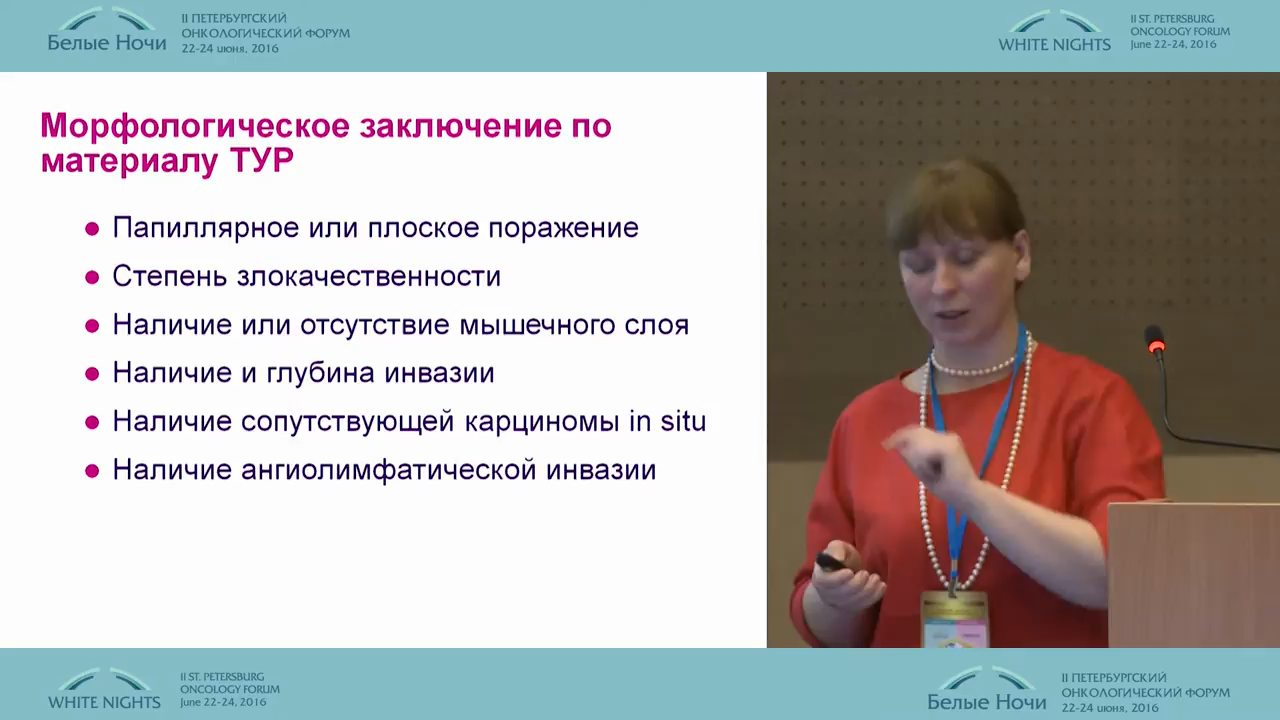 Белые Ночи
II ПЕТЕРБУРГСКИЙ
ОНКОЛОГИЧЕСКИЙ ФОРУМ
22-24 июня, 2016
WHITE NIGHTS
II ST. PETERSBURG
ONCOLOGY FORUM
June 22-24, 2016
Морфологическое заключение по
материалу ТУР
● Папиллярное или плоское поражение
● Степень злокачественности
● Наличие или отсутствие мышечного слоя
● Наличие и глубина инвазии
● Наличие сопутствующей карциномы in situ
● Наличие ангиолимфатической инвазии
WHITE NIGHTS
II ST. PETERSBURG
ONCOLOGY FORUM
June 22-24, 2016
Белые Ночи
II ПЕТЕРБУРГСКИЙ
ОНКОЛОГИЧЕСКИЙ ФОРУМ
22-24 июня, 2016